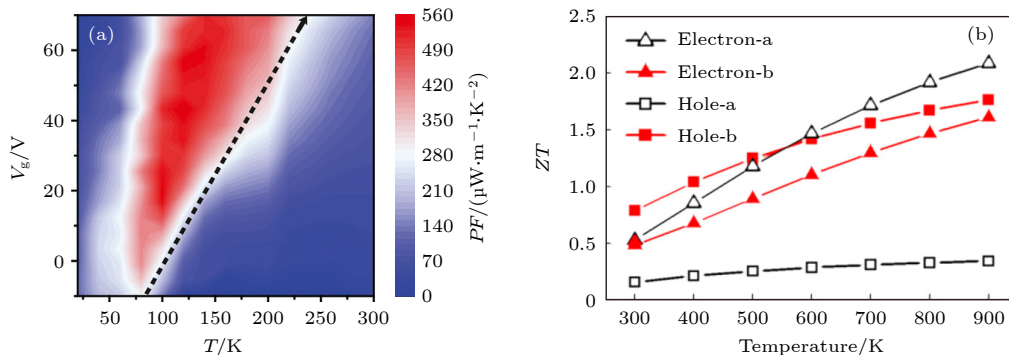 (a)
60
40
20
0
V_g/V
50
100
150
200
250
300
T/K
560
490
420
350
280
210
140
70
0
PF/(μW·m⁻¹·K⁻²)
(b)
Electron-a
Electron-b
Hole-a
Hole-b
2.5
2.0
1.5
1.0
0.5
0
ZT
300 400 500 600 700 800 900
Temperature/K